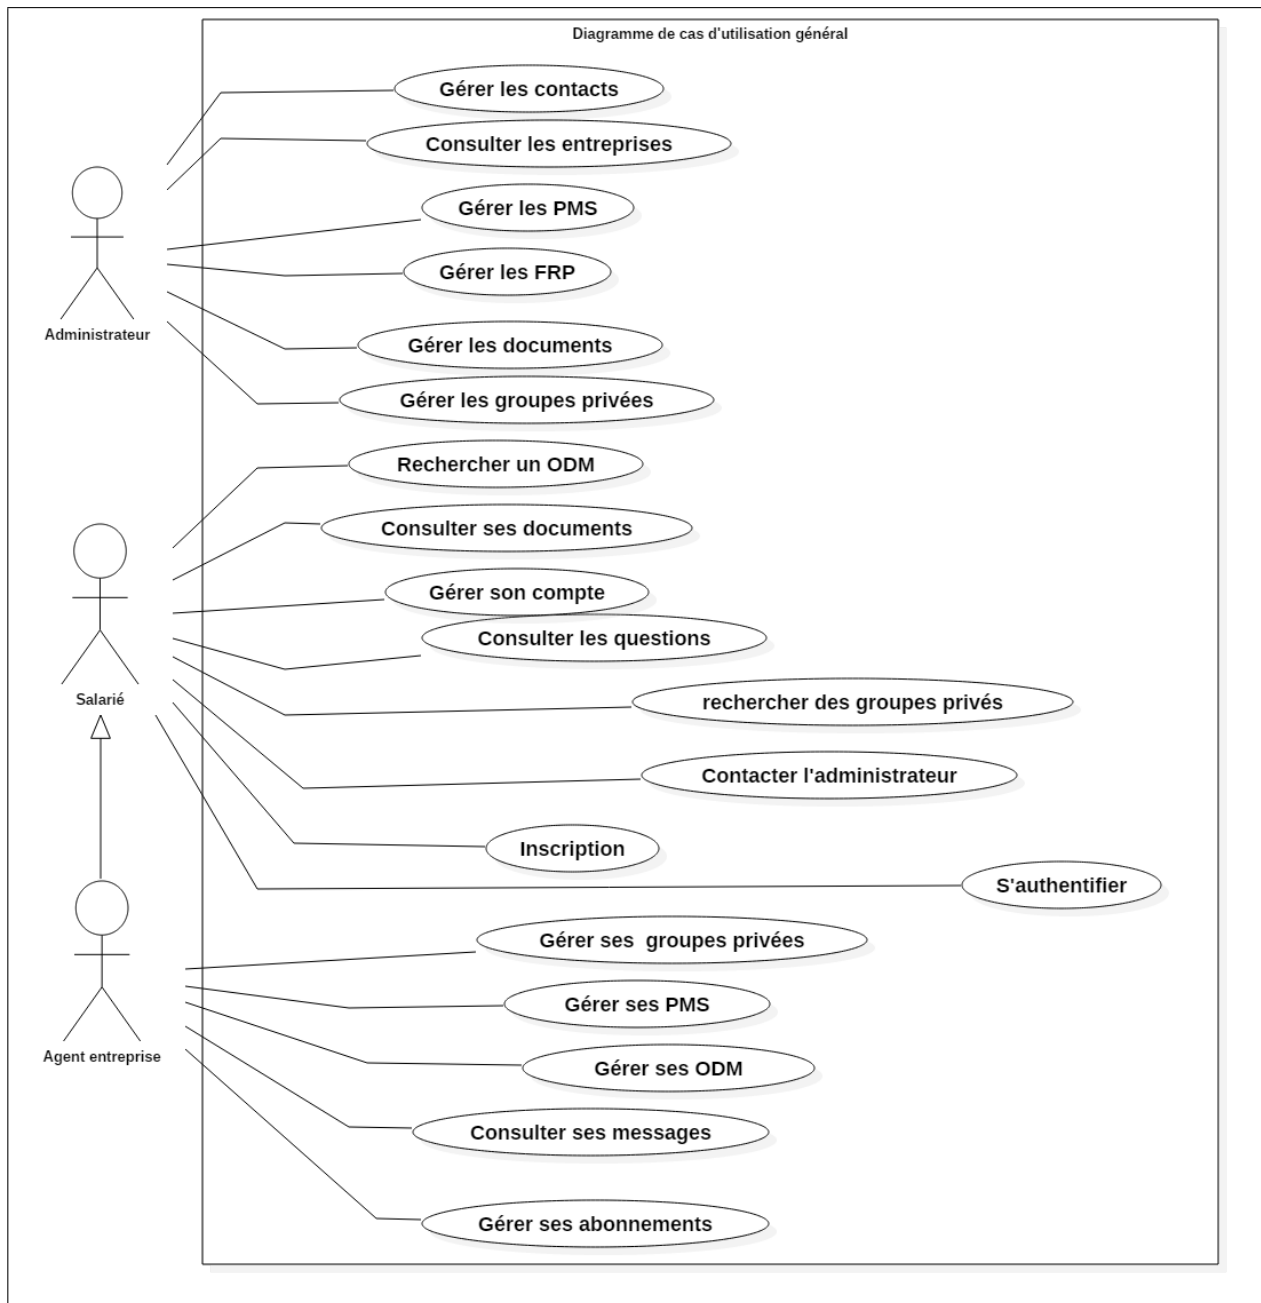 Diagramme de cas d'utilisation général
Gérer les contacts
Consulter les entreprises
Gérer les PMS
Gérer les FRP
Administrateur
Gérer les documents
Gérer les groupes privées
Rechercher un ODM
Consulter ses documents
Gérer son compte
Consulter les questions
Salarié
rechercher des groupes privés
Contacter l'administrateur
Inscription
S'authentifier
Gérer ses  groupes privées
Gérer ses PMS
Agent entreprise
Gérer ses ODM
Consulter ses messages
Gérer ses abonnements